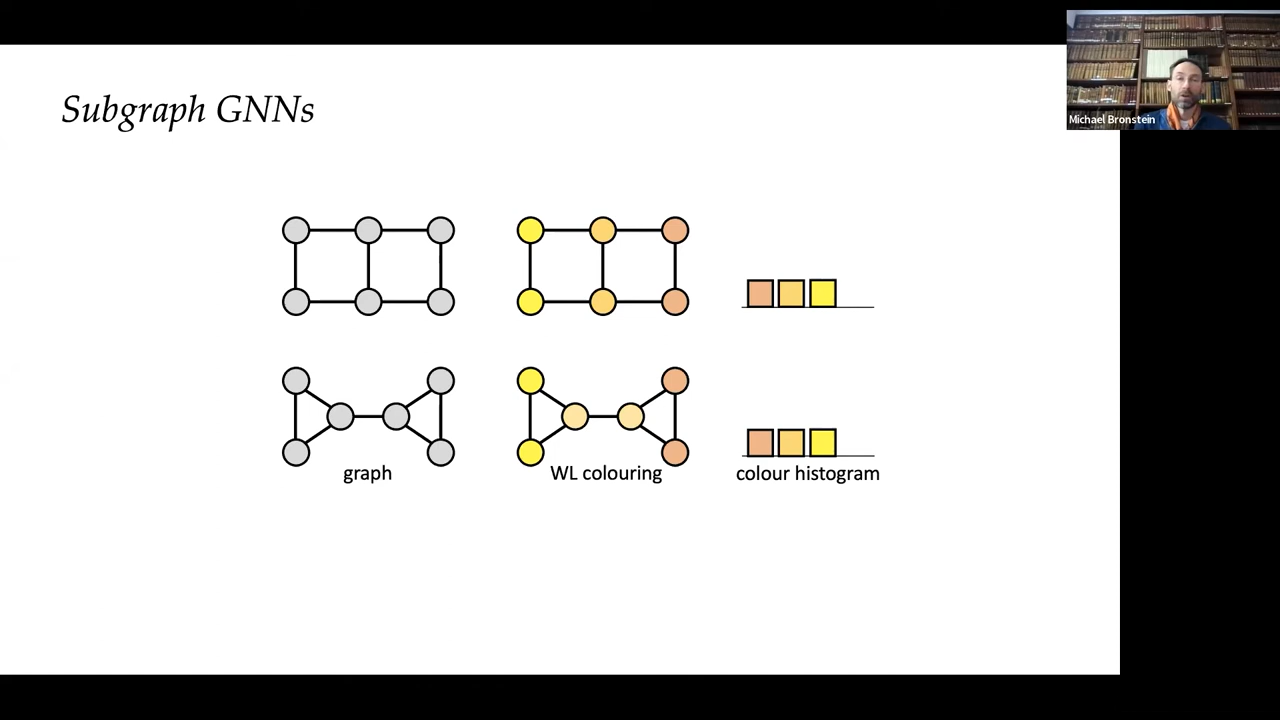 Subgraph GNNs
Michael Bronstein
graph
WL colouring
colour histogram